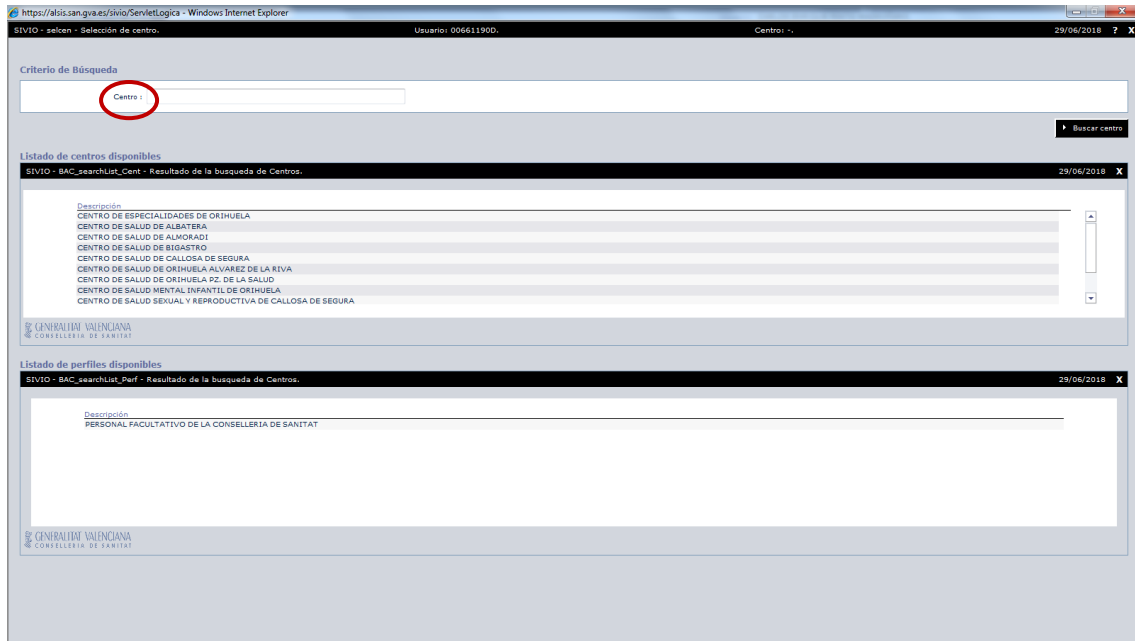 https://alsis.san.gva.es/sivio/ServletLogica - Windows Internet Explorer
SIVIO - selcen - Selección de centro. Usuario: 00661190D. Centro: -. 29/06/2018 ? X
Criterio de Búsqueda
Centro :
Buscar centro
Listado de centros disponibles
SIVIO - BAC_searchList_Cent - Resultado de la busqueda de Centros. 29/06/2018 X
Descripción
CENTRO DE ESPECIALIDADES DE ORIHUELA
CENTRO DE SALUD DE ALBATERA
CENTRO DE SALUD DE ALMORADI
CENTRO DE SALUD DE BIGASTRO
CENTRO DE SALUD DE CALLOSA DE SEGURA
CENTRO DE SALUD DE ORIHUELA ALVAREZ DE LA RIVA
CENTRO DE SALUD DE ORIHUELA PZ. DE LA SALUD
CENTRO DE SALUD MENTAL INFANTIL DE ORIHUELA
CENTRO DE SALUD SEXUAL Y REPRODUCTIVA DE CALLOSA DE SEGURA
GENERALITAT VALENCIANA
CONSELLERIA DE SANITAT
Listado de perfiles disponibles
SIVIO - BAC_searchList_Perf - Resultado de la busqueda de Centros. 29/06/2018 X
Descripción
PERSONAL FACULTATIVO DE LA CONSELLERIA DE SANITAT
GENERALITAT VALENCIANA
CONSELLERIA DE SANITAT